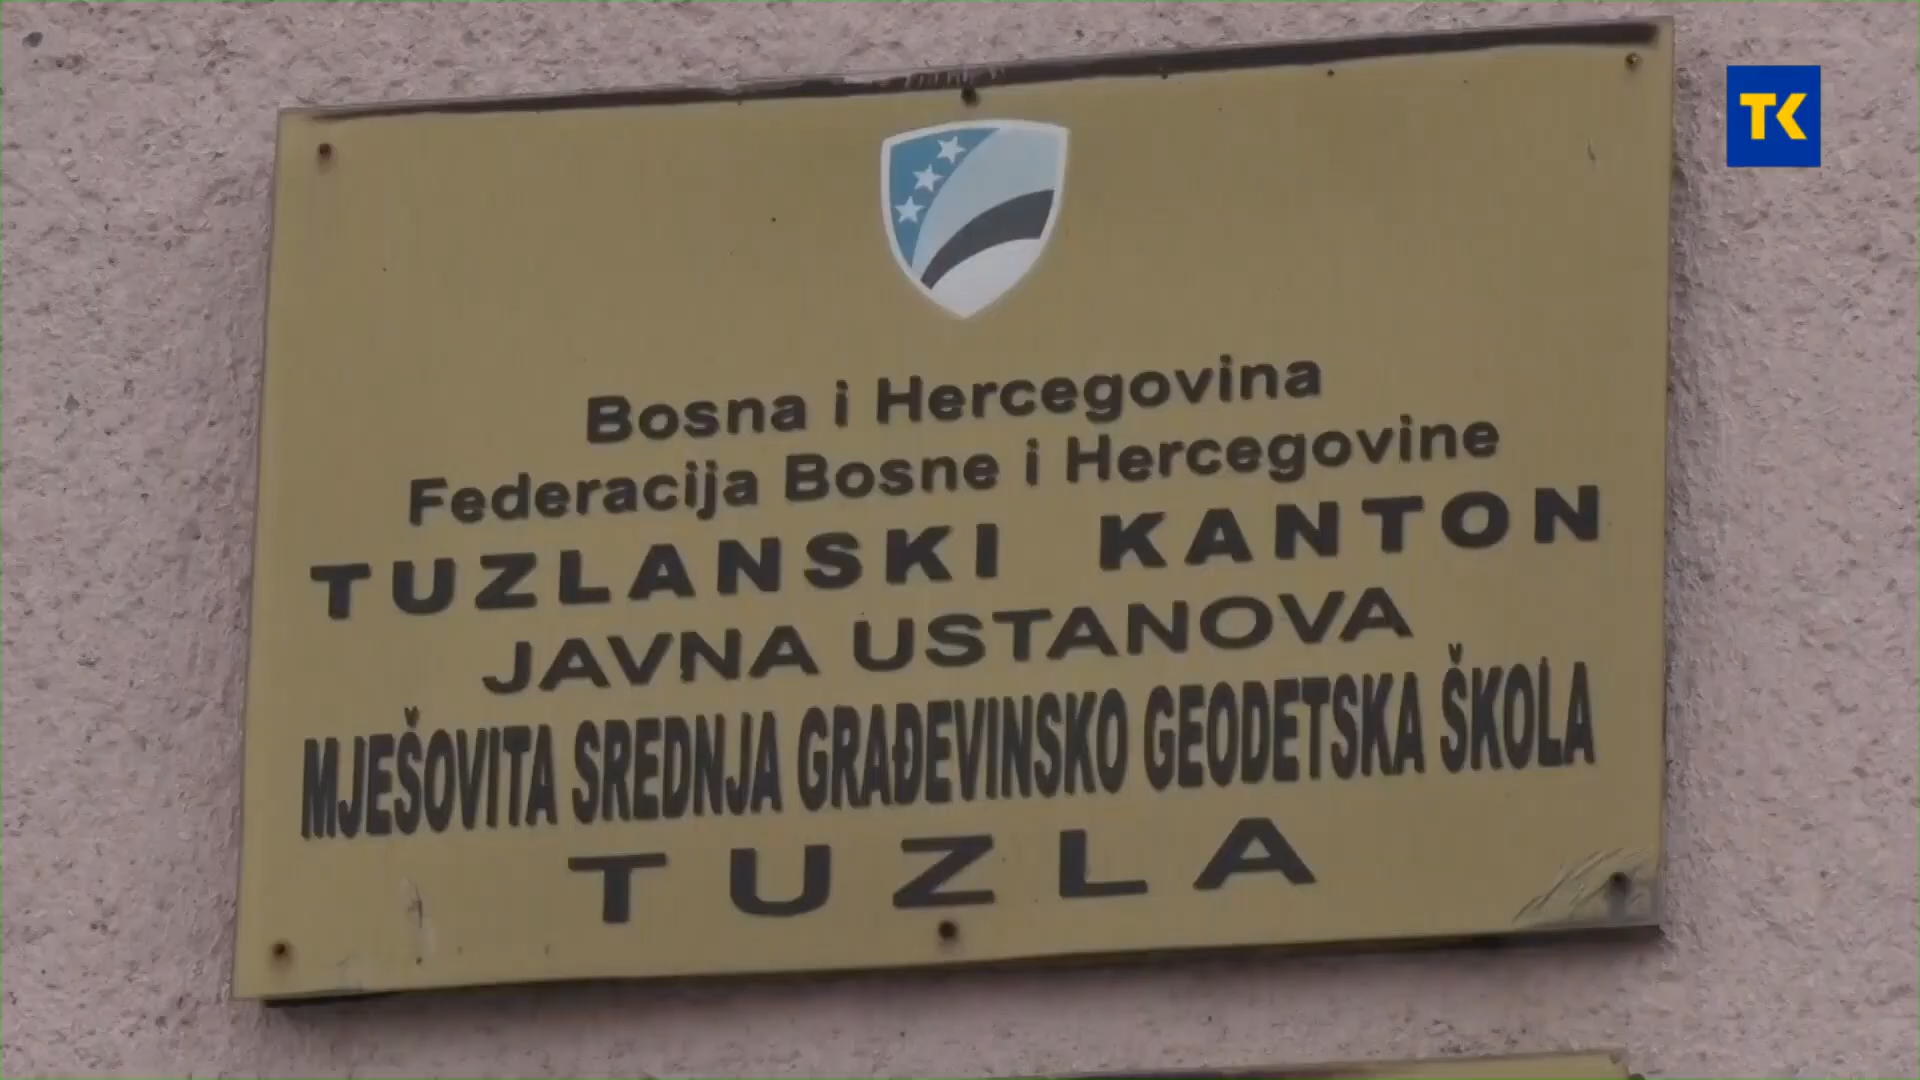 TK
Bosna i Hercegovina
Federacija Bosne i Hercegovine
TUZLANSKI KANTON
JAVNA USTANOVA
MJEŠOVITA SREDNJA GRAĐEVINSKO GEODETSKA ŠKOLA
TUZLA